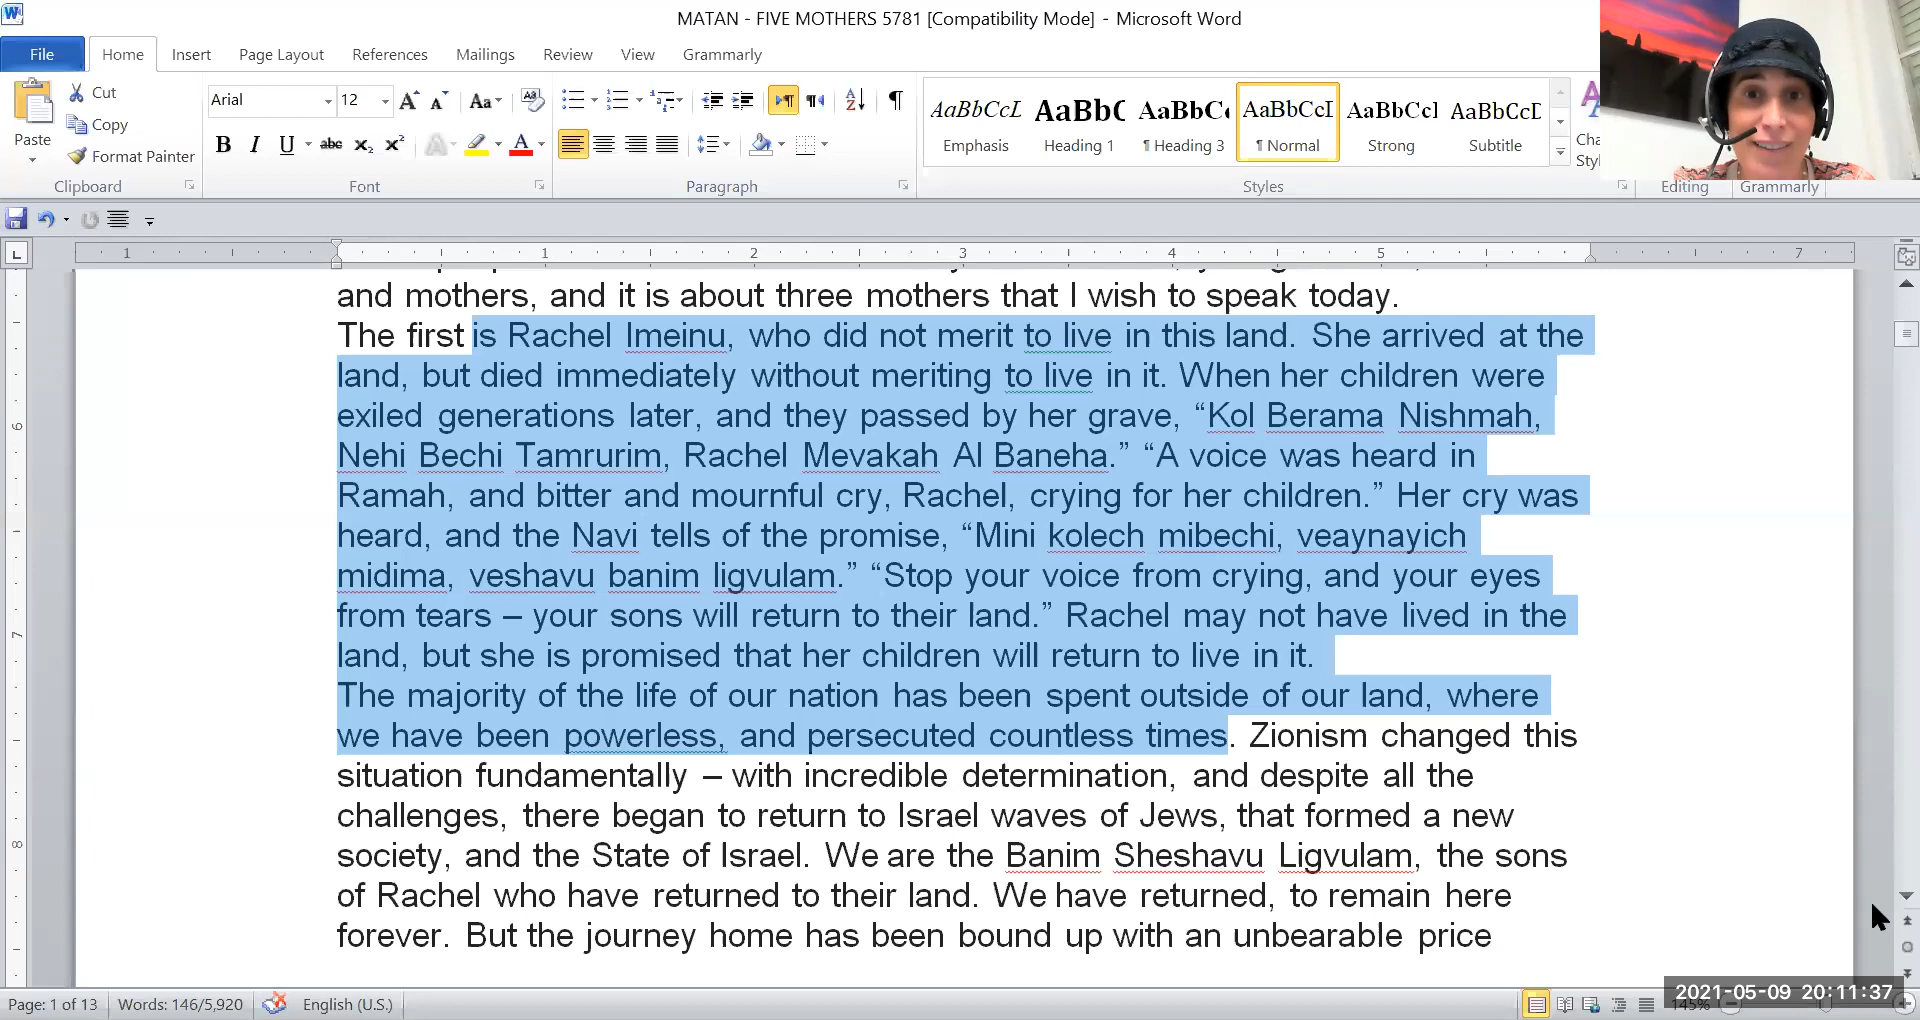 MATAN - FIVE MOTHERS 5781 [Compatibility Mode] - Microsoft Word
File Home Insert Page Layout References Mailings Review View Grammarly
Paste
Cut
Copy
Format Painter
Arial 12
AaBbCcI AaBbC AaBbCc AaBbCcI AaBbCcI AaBbCcI
Emphasis Heading 1 ¶ Heading 3 ¶ Normal Strong Subtitle
Clipboard Font Paragraph Styles Editing Grammarly
1 1 2 3 4 5 7
and mothers, and it is about three mothers that I wish to speak today.
The first is Rachel Imeinu, who did not merit to live in this land. She arrived at the
land, but died immediately without meriting to live in it. When her children were
exiled generations later, and they passed by her grave, “Kol Berama Nishmah,
Nehi Bechi Tamrurim, Rachel Mevakah Al Baneha.” “A voice was heard in
Ramah, and bitter and mournful cry, Rachel, crying for her children.” Her cry was
heard, and the Navi tells of the promise, “Mini kolech mibechi, veaynayich
midima, veshavu banim ligvulam.” “Stop your voice from crying, and your eyes
from tears – your sons will return to their land.” Rachel may not have lived in the
land, but she is promised that her children will return to live in it.
The majority of the life of our nation has been spent outside of our land, where
we have been powerless, and persecuted countless times. Zionism changed this
situation fundamentally – with incredible determination, and despite all the
challenges, there began to return to Israel waves of Jews, that formed a new
society, and the State of Israel. We are the Banim Sheshavu Ligvulam, the sons
of Rachel who have returned to their land. We have returned, to remain here
forever. But the journey home has been bound up with an unbearable price
6
7
8
Page: 1 of 13 Words: 146/5,920 English (U.S.) 145%
2021-05-09 20:11:37